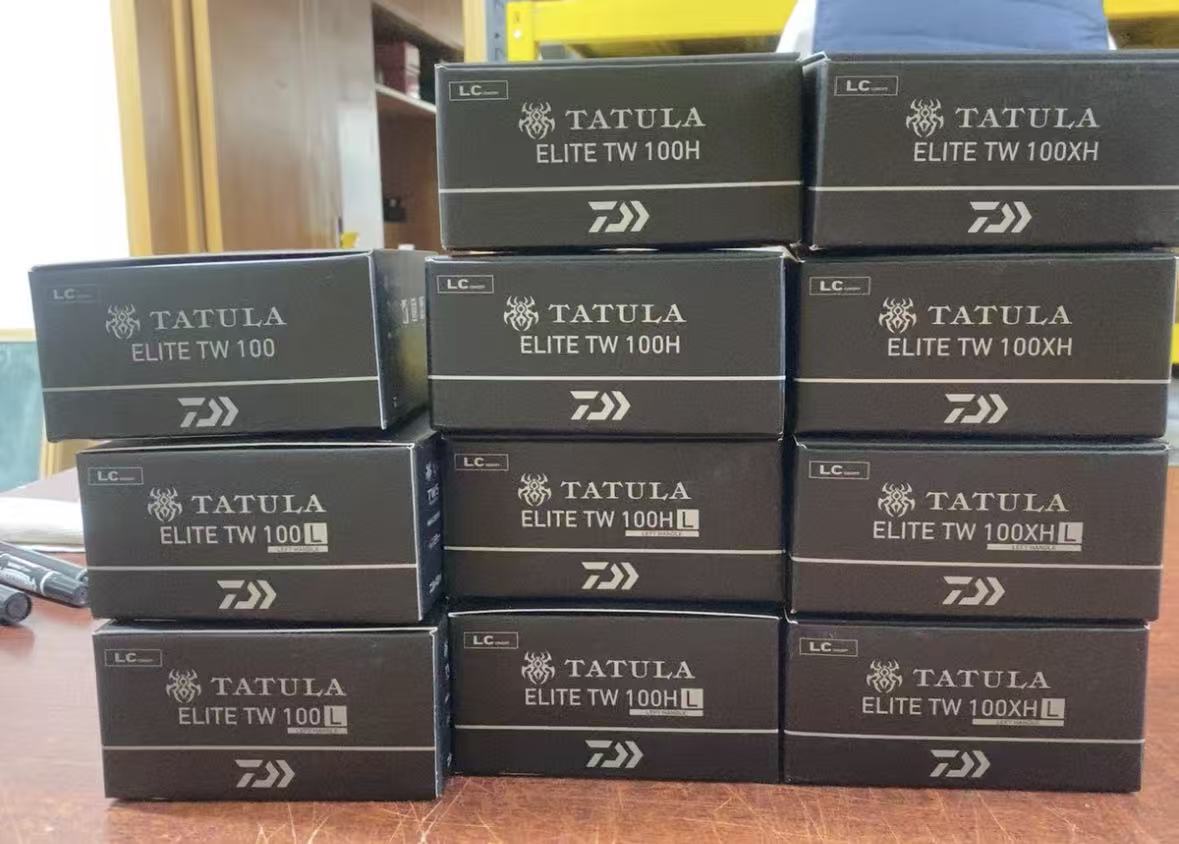 LC
TATULA
ELITE TW 100H
LC
TATULA
ELITE TW 100XH
LC
TATULA
ELITE TW 100
LC
TATULA
ELITE TW 100H
LC
TATULA
ELITE TW 100XH
LC
TATULA
ELITE TW 100L
LEFT HANDLE
LC
TATULA
ELITE TW 100HL
LEFT HANDLE
LC
TATULA
ELITE TW 100XHL
LEFT HANDLE
LC
TATULA
ELITE TW 100L
LEFT HANDLE
LC
TATULA
ELITE TW 100HL
LEFT HANDLE
LC
TATULA
ELITE TW 100XHL
LEFT HANDLE